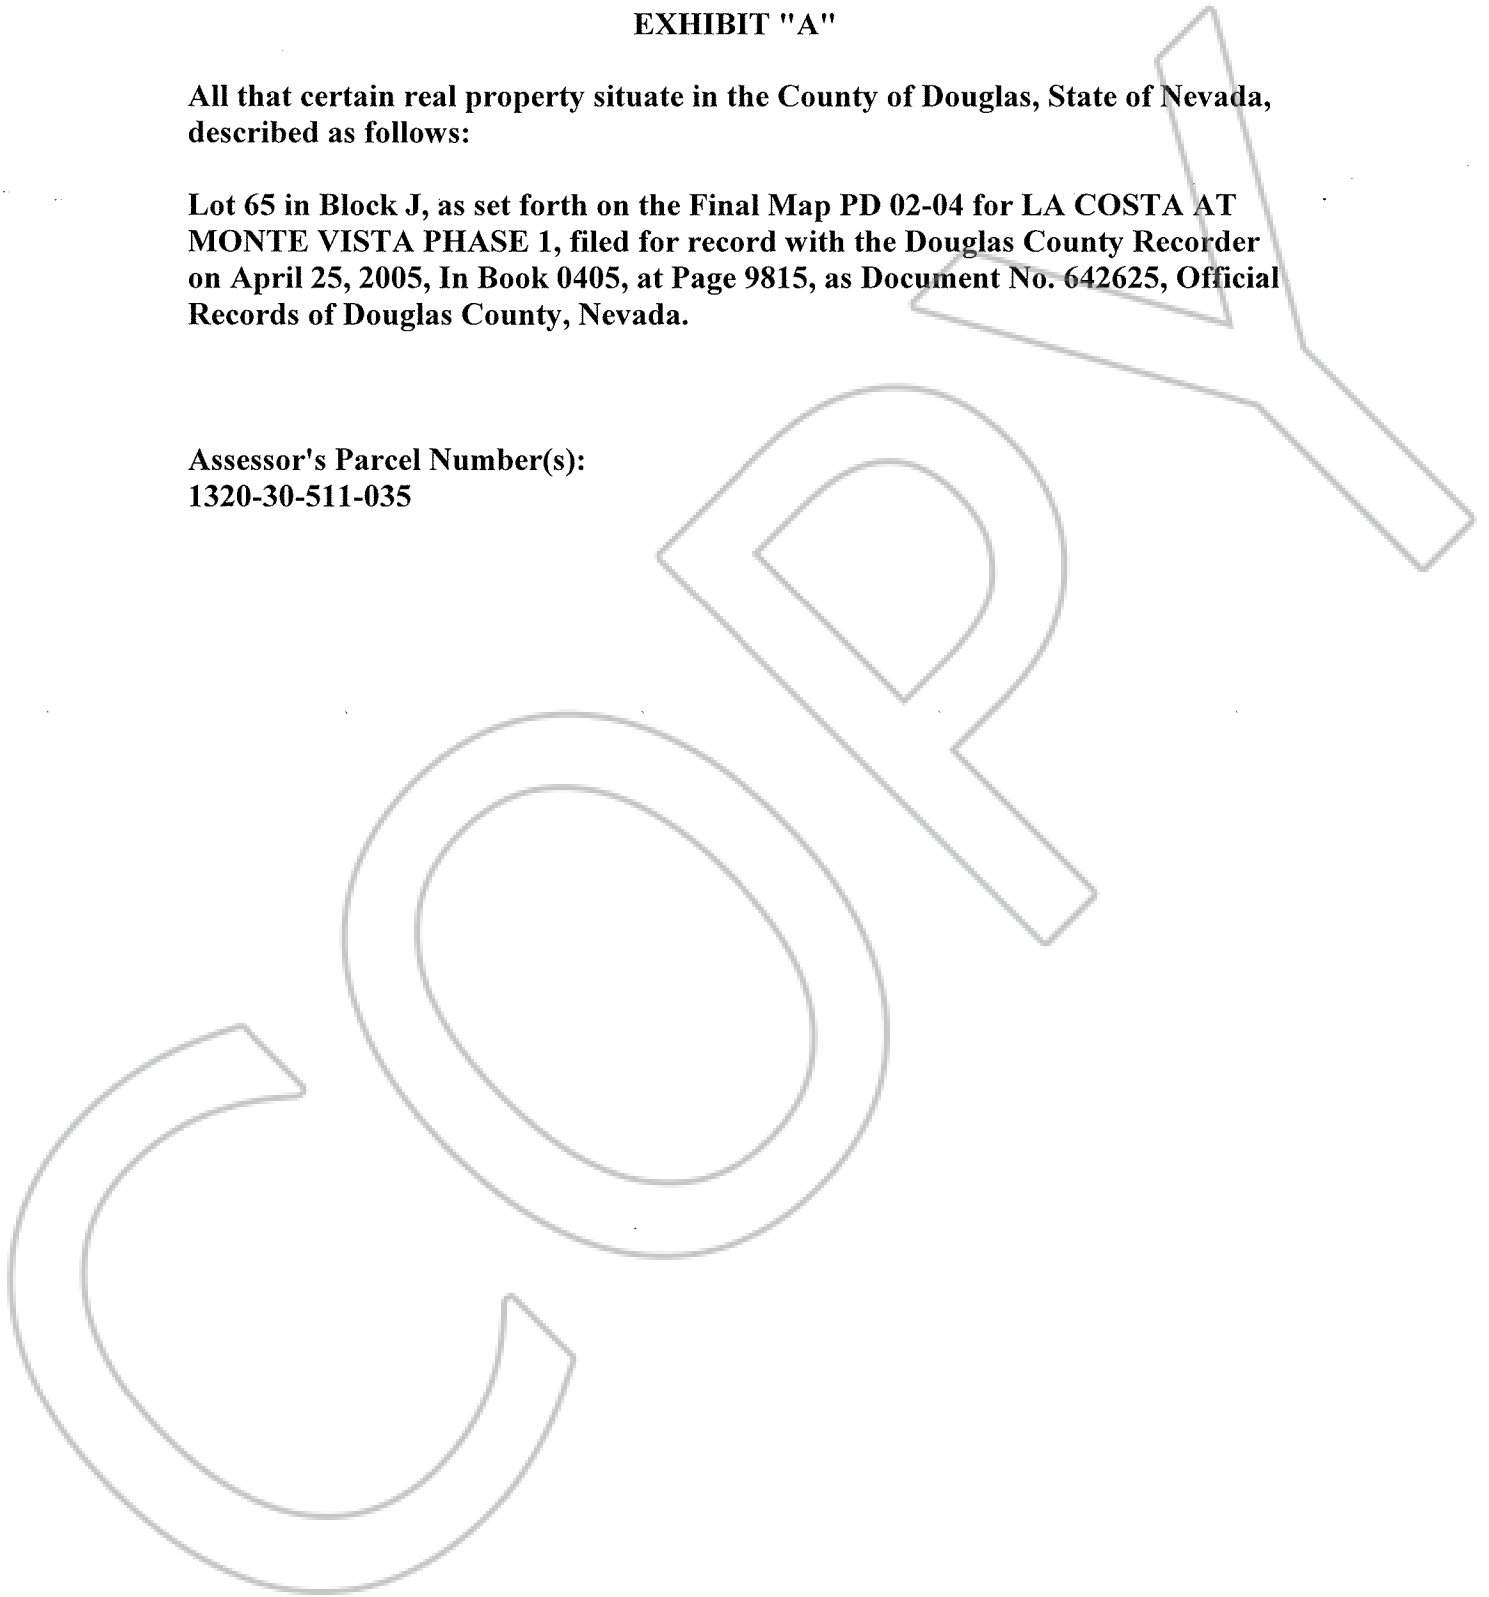 EXHIBIT "A"
All that certain real property situate in the County of Douglas, State of Nevada,
described as follows:
Lot 65 in Block J, as set forth on the Final Map PD 02-04 for LA COSTA AT
MONTE VISTA PHASE 1, filed for record with the Douglas County Recorder
on April 25, 2005, In Book 0405, at Page 9815, as Document No. 642625, Official
Records of Douglas County, Nevada.
Assessor's Parcel Number(s):
1320-30-511-035
COPY